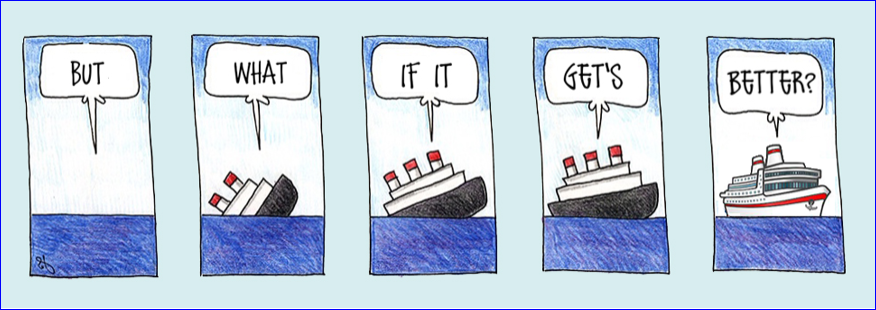 BUT
WHAT
IF IT
GET'S
BETTER?